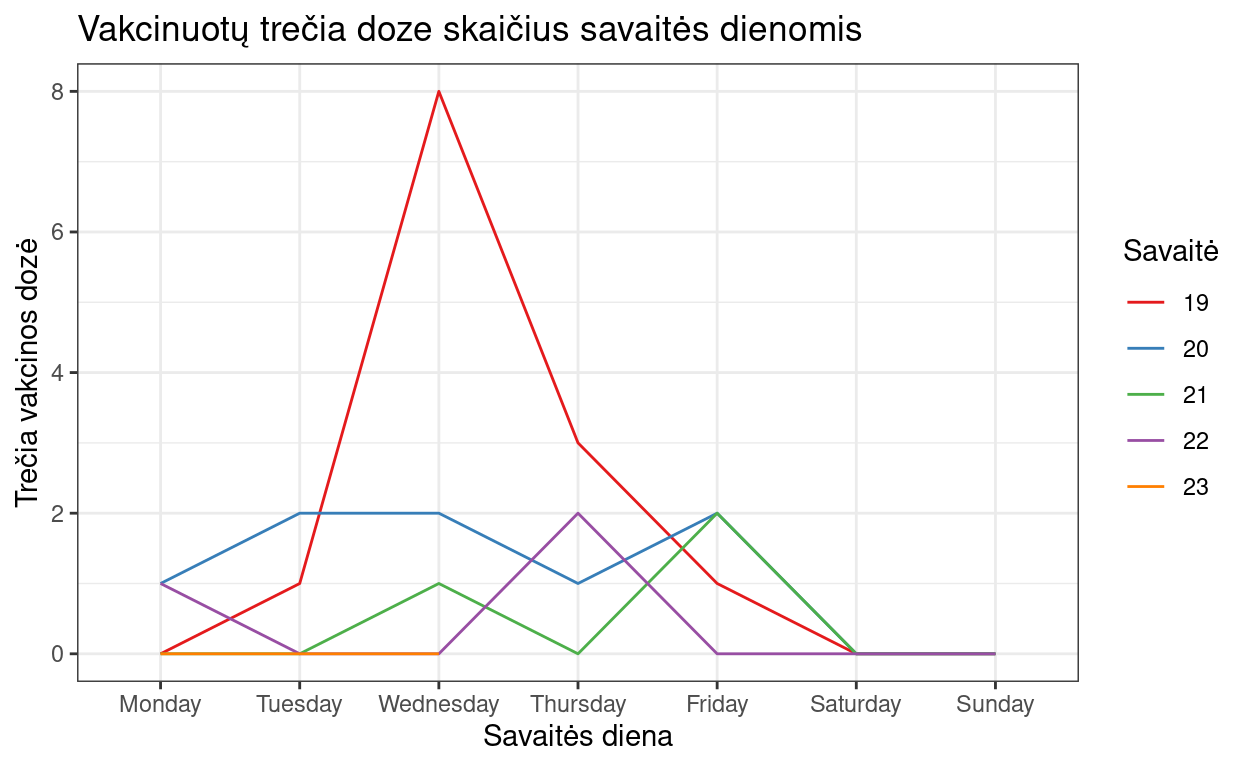 Vakcinuotų trečia doze skaičius savaitės dienomis
Trečia vakcinos dozė
8
6
4
2
0
Monday Tuesday Wednesday Thursday Friday Saturday Sunday
Savaitės diena
Savaitė
19
20
21
22
23